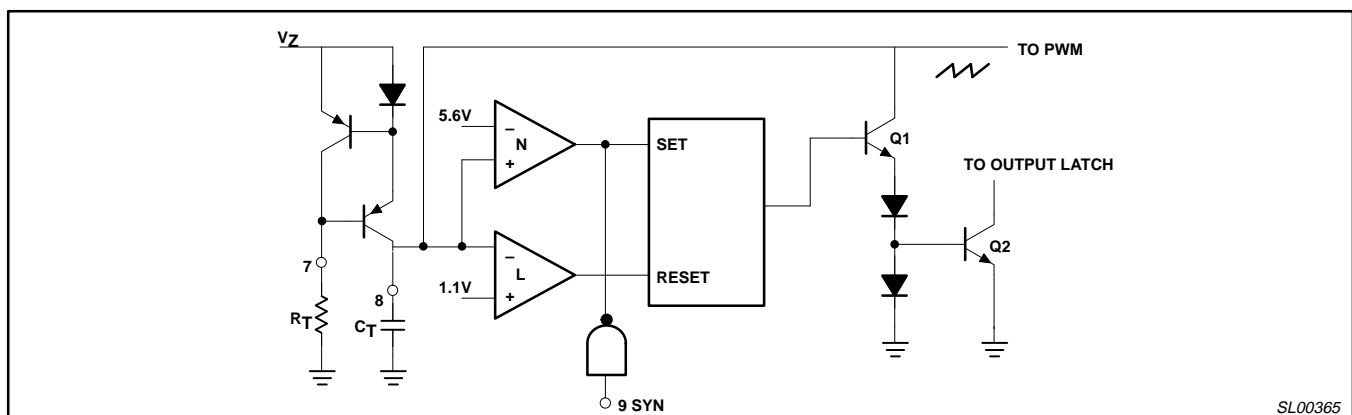 VZ
TO PWM
5.6V
−
N
+
SET
Q1
TO OUTPUT LATCH
Q2
7
−
L
+
1.1V
RESET
8
RT
CT
9 SYN
SL00365